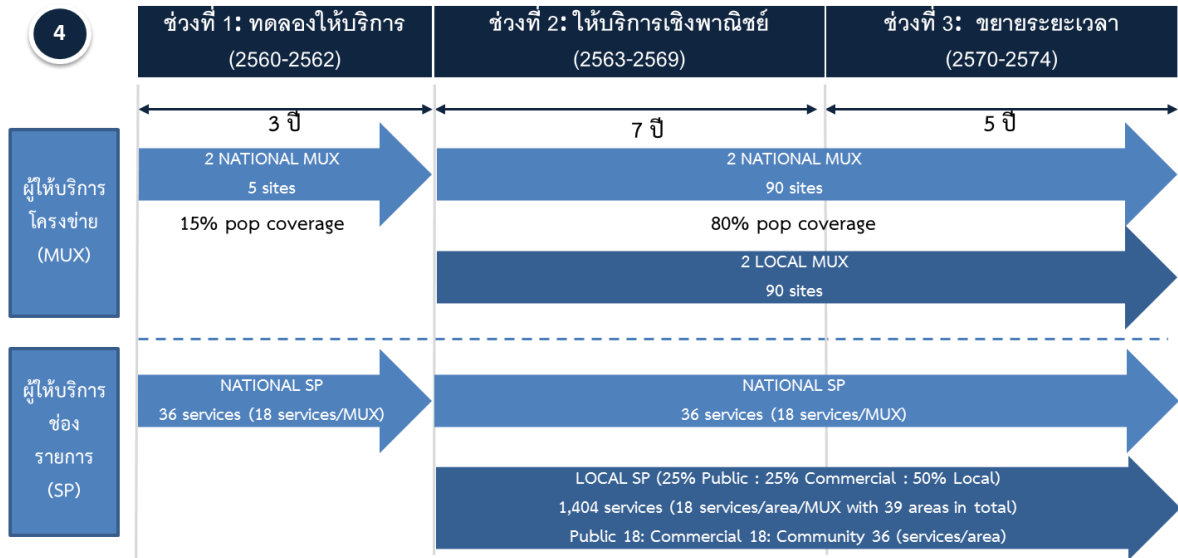 4
ช่วงที่ 1: ทดลองให้บริการ
(2560-2562)
ช่วงที่ 2: ให้บริการเชิงพาณิชย์
(2563-2569)
ช่วงที่ 3: ขยายระยะเวลา
(2570-2574)
3 ปี
7 ปี
5 ปี
ผู้ให้บริการ
โครงข่าย
(MUX)
2 NATIONAL MUX
5 sites
15% pop coverage
2 NATIONAL MUX
90 sites
80% pop coverage
2 LOCAL MUX
90 sites
ผู้ให้บริการ
ช่อง
รายการ
(SP)
NATIONAL SP
36 services (18 services/MUX)
NATIONAL SP
36 services (18 services/MUX)
LOCAL SP (25% Public : 25% Commercial : 50% Local)
1,404 services (18 services/area/MUX with 39 areas in total)
Public 18: Commercial 18: Community 36 (services/area)